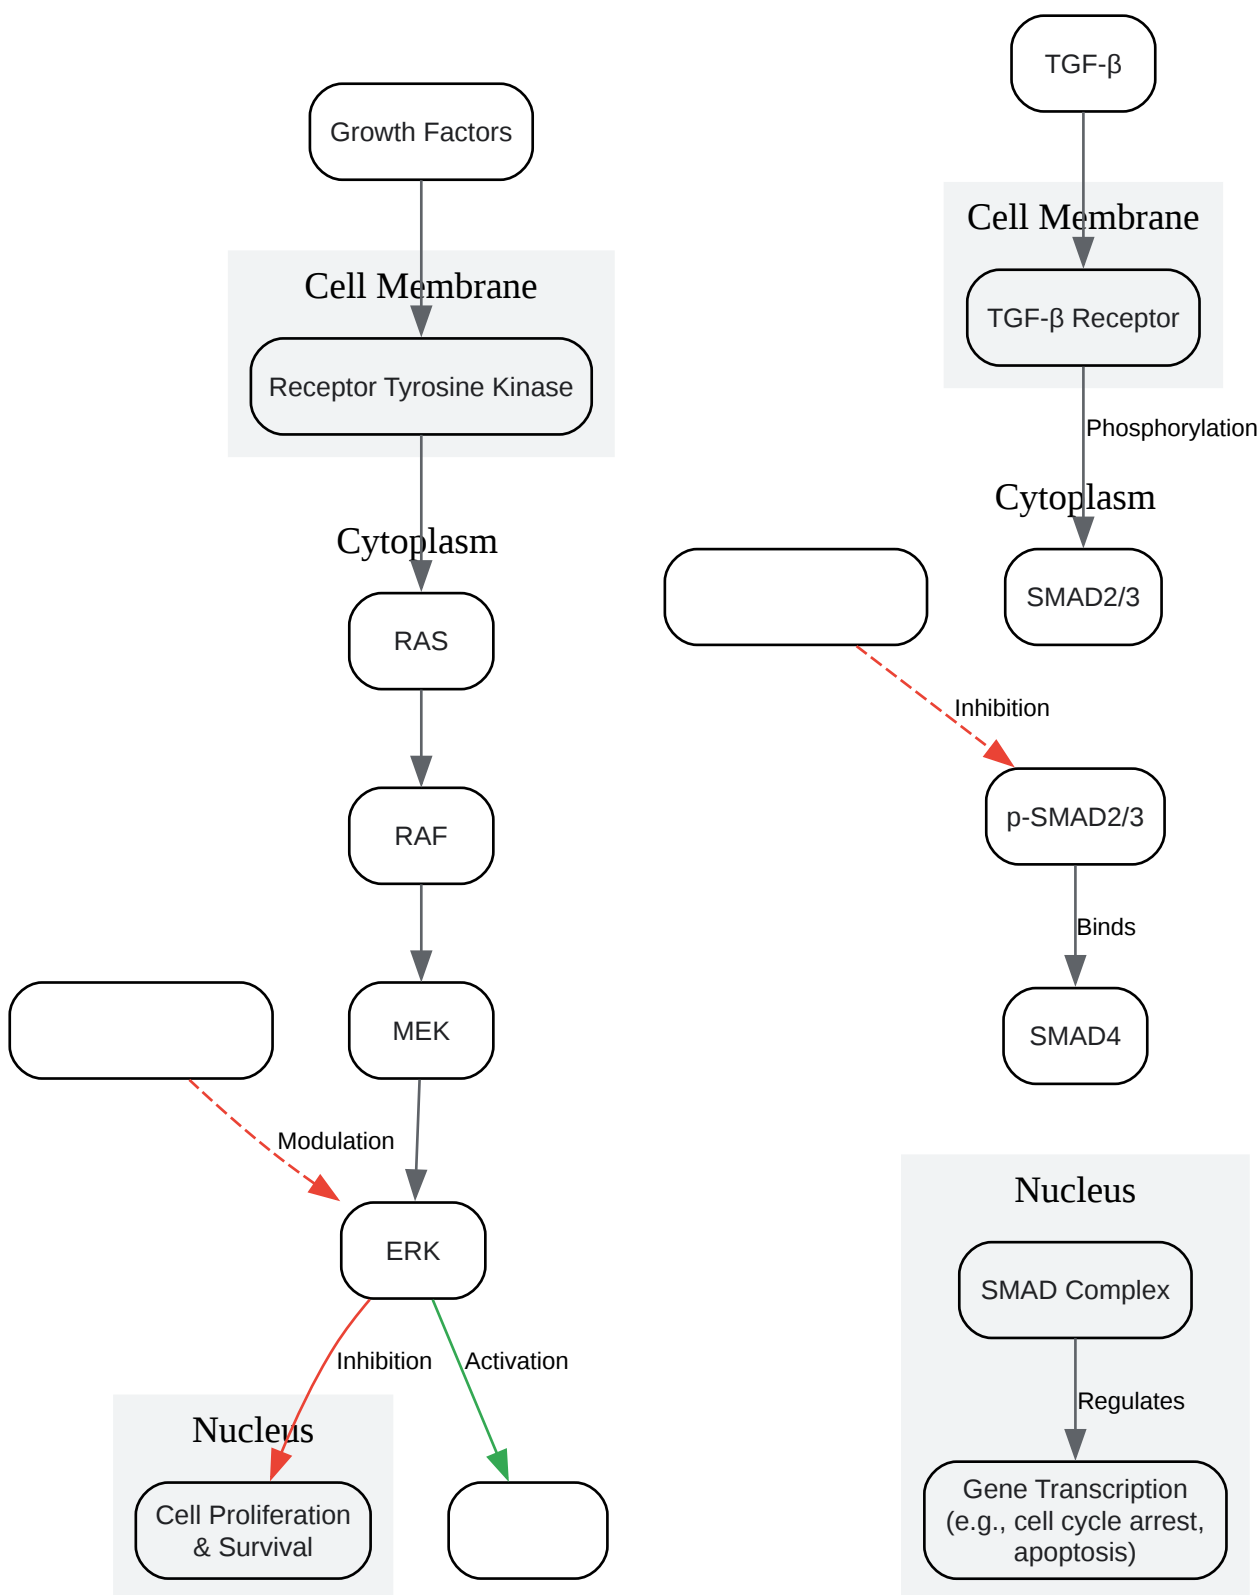 Growth Factors
Cell Membrane
Receptor Tyrosine Kinase
Cytoplasm
RAS
RAF
MEK
Modulation
ERK
Inhibition
Activation
Nucleus
Cell Proliferation
& Survival
TGF-β
Cell Membrane
TGF-β Receptor
Phosphorylation
Cytoplasm
SMAD2/3
Inhibition
p-SMAD2/3
Binds
SMAD4
Nucleus
SMAD Complex
Regulates
Gene Transcription
(e.g., cell cycle arrest,
apoptosis)